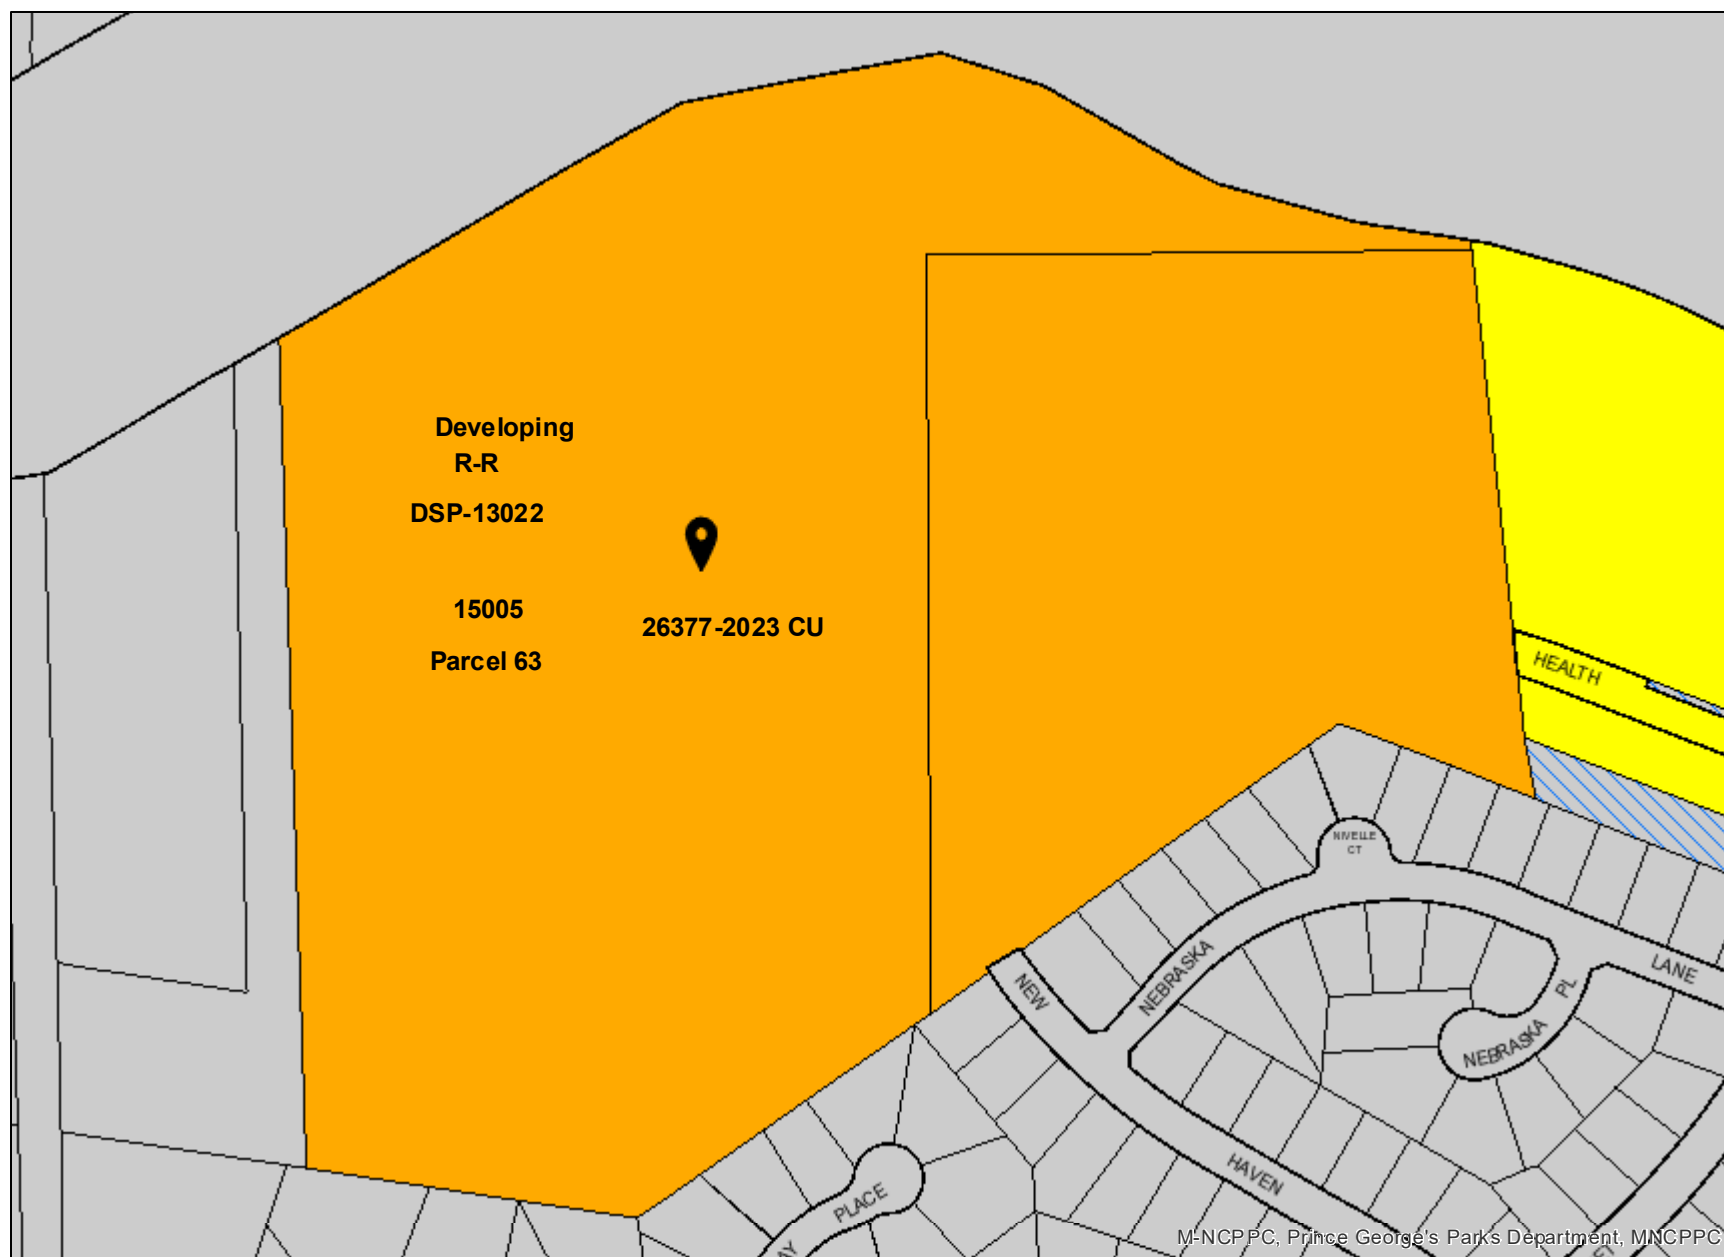 Developing
R-R
DSP-13022
15005
26377-2023 CU
Parcel 63
HEALTH
NIVELLE
CT
NEBRASKA
LANE
NEW
PL
NEBRASKA
HAVEN
PLACE
AY
M-NCPPC, Prince George's Parks Department, MNCPPC